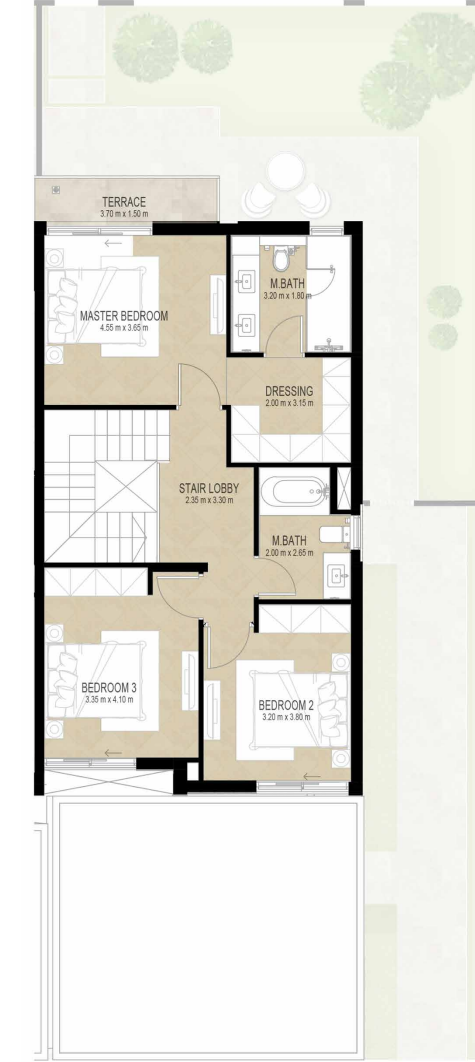 TERRACE
3.70 m x 1.50 m
M.BATH
3.20 m x 1.80 m
MASTER BEDROOM
4.55 m x 3.65 m
DRESSING
2.00 m x 3.15 m
STAIR LOBBY
2.35 m x 3.30 m
M.BATH
2.00 m x 2.65 m
BEDROOM 3
3.35 m x 4.10 m
BEDROOM 2
3.20 m x 3.80 m